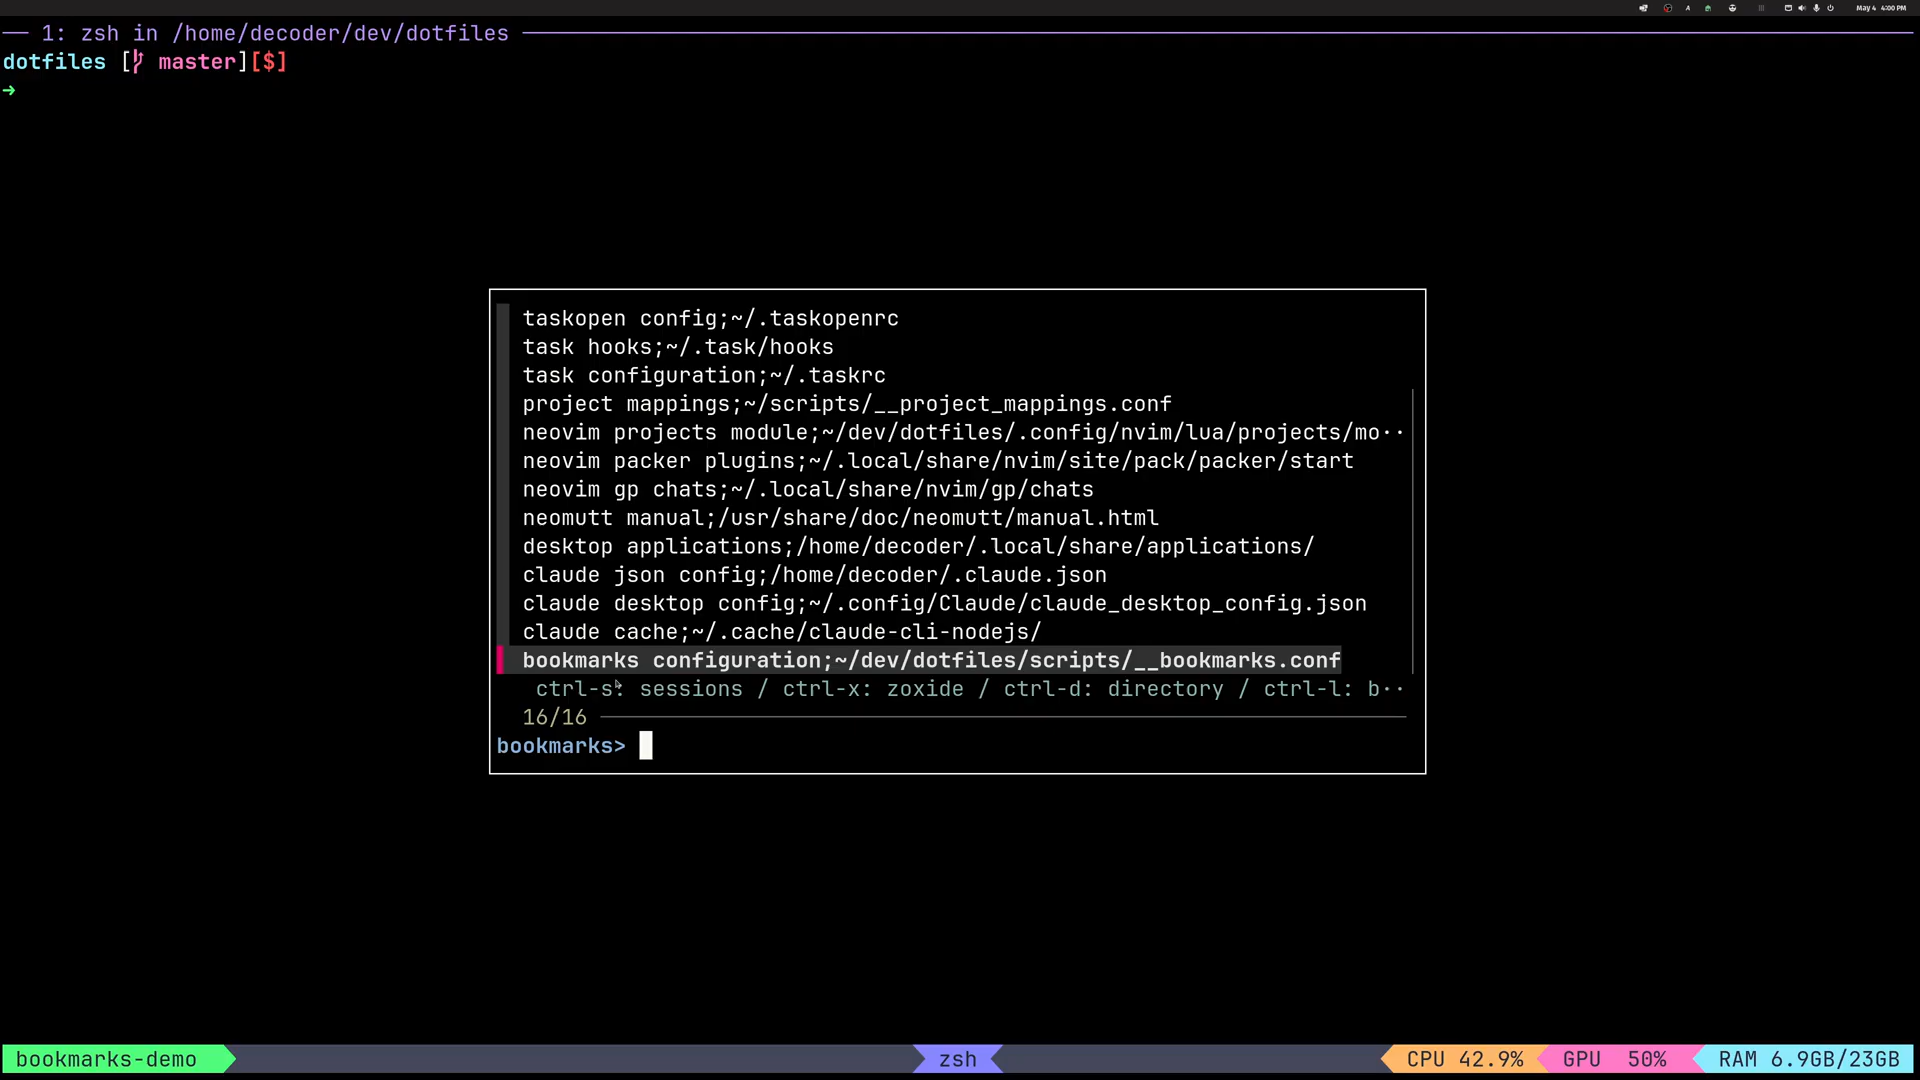 May 4 4:00 PM
1: zsh in /home/decoder/dev/dotfiles
dotfiles [ master][$]
→
taskopen config;~/.taskopenrc
task hooks;~/.task/hooks
task configuration;~/.taskrc
project mappings;~/scripts/__project_mappings.conf
neovim projects module;~/dev/dotfiles/.config/nvim/lua/projects/mo··
neovim packer plugins;~/.local/share/nvim/site/pack/packer/start
neovim gp chats;~/.local/share/nvim/gp/chats
neomutt manual;/usr/share/doc/neomutt/manual.html
desktop applications;/home/decoder/.local/share/applications/
claude json config;/home/decoder/.claude.json
claude desktop config;~/.config/Claude/claude_desktop_config.json
claude cache;~/.cache/claude-cli-nodejs/
bookmarks configuration;~/dev/dotfiles/scripts/__bookmarks.conf
ctrl-s: sessions / ctrl-x: zoxide / ctrl-d: directory / ctrl-l: b··
16/16
bookmarks>
bookmarks-demo zsh CPU 42.9% GPU 50% RAM 6.9GB/23GB